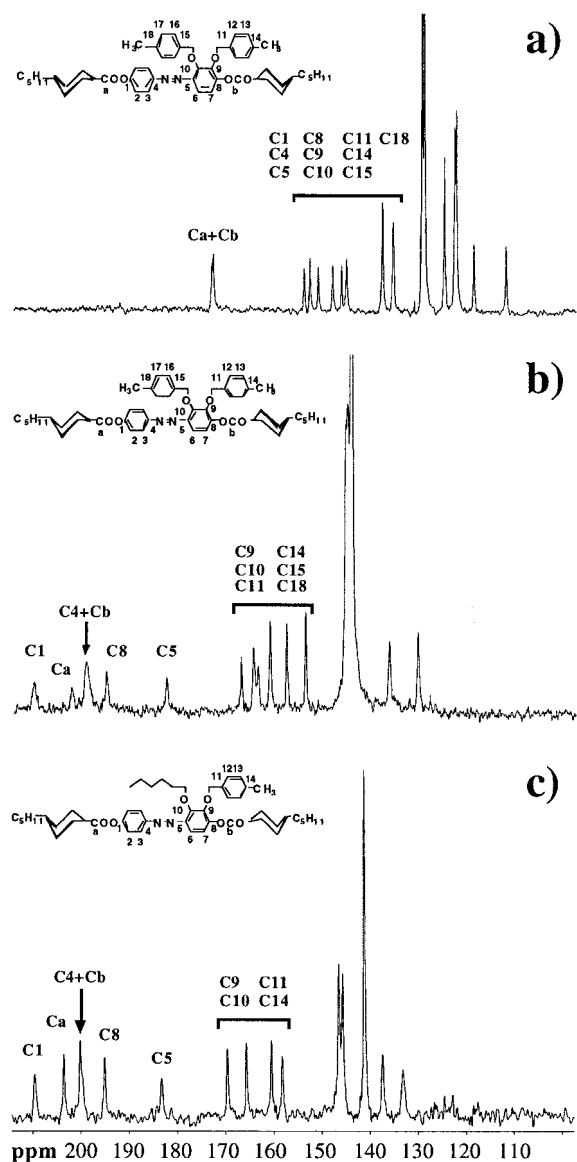 a)
17 16 12 13
18 15 11 14
H₃C CH₃
O O
10 9
C₅H₁₁ COO N N OCO C₅H₁₁
a 1 4 5 8 b
2 3 6 7
C1 C8 C11 C18
C4 C9 C14
C5 C10 C15
Ca+Cb
b)
17 16 12 13
18 15 11 14
H₃C CH₃
O O
10 9
C₅H₁₁ COO N N OCO C₅H₁₁
a 1 4 5 8 b
2 3 6 7
C9 C14
C10 C15
C11 C18
C4+Cb
C1 Ca C8 C5
c)
12 13
11 14
CH₃
O O
10 9
C₅H₁₁ COO N N OCO C₅H₁₁
a 1 4 5 8 b
2 3 6 7
C9 C11
C10 C14
C4+Cb
Ca C8
C1 C5
ppm 200 190 180 170 160 150 140 130 120 110